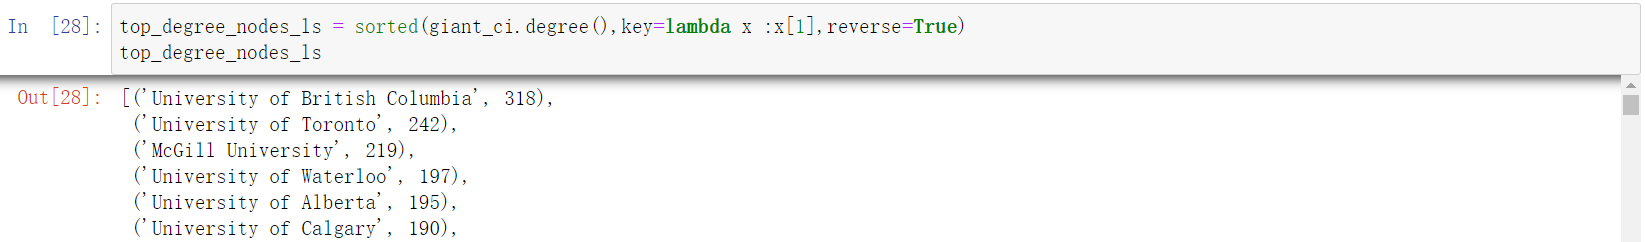 In [28]: top_degree_nodes_ls = sorted(giant_ci.degree(),key=lambda x :x[1],reverse=True)
top_degree_nodes_ls
Out[28]: [('University of British Columbia', 318),
('University of Toronto', 242),
('McGill University', 219),
('University of Waterloo', 197),
('University of Alberta', 195),
('University of Calgary', 190),